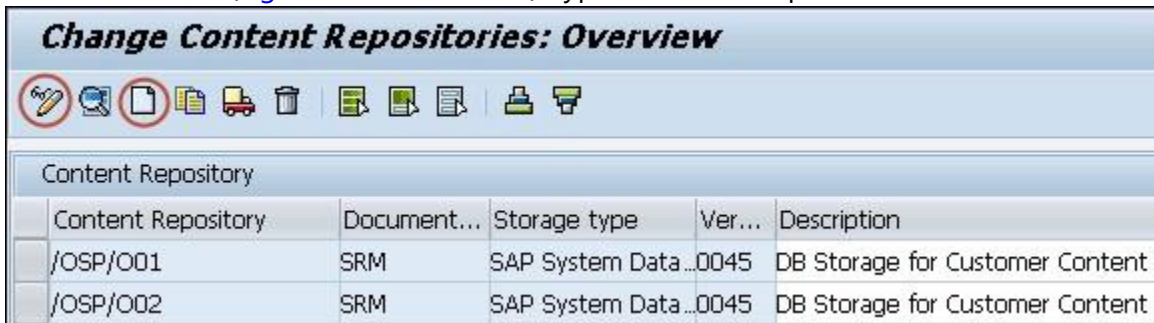 Change Content Repositories: Overview
Content Repository
Content Repository Document... Storage type Ver... Description
/OSP/O01 SRM SAP System Data...0045 DB Storage for Customer Content
/OSP/O02 SRM SAP System Data...0045 DB Storage for Customer Content